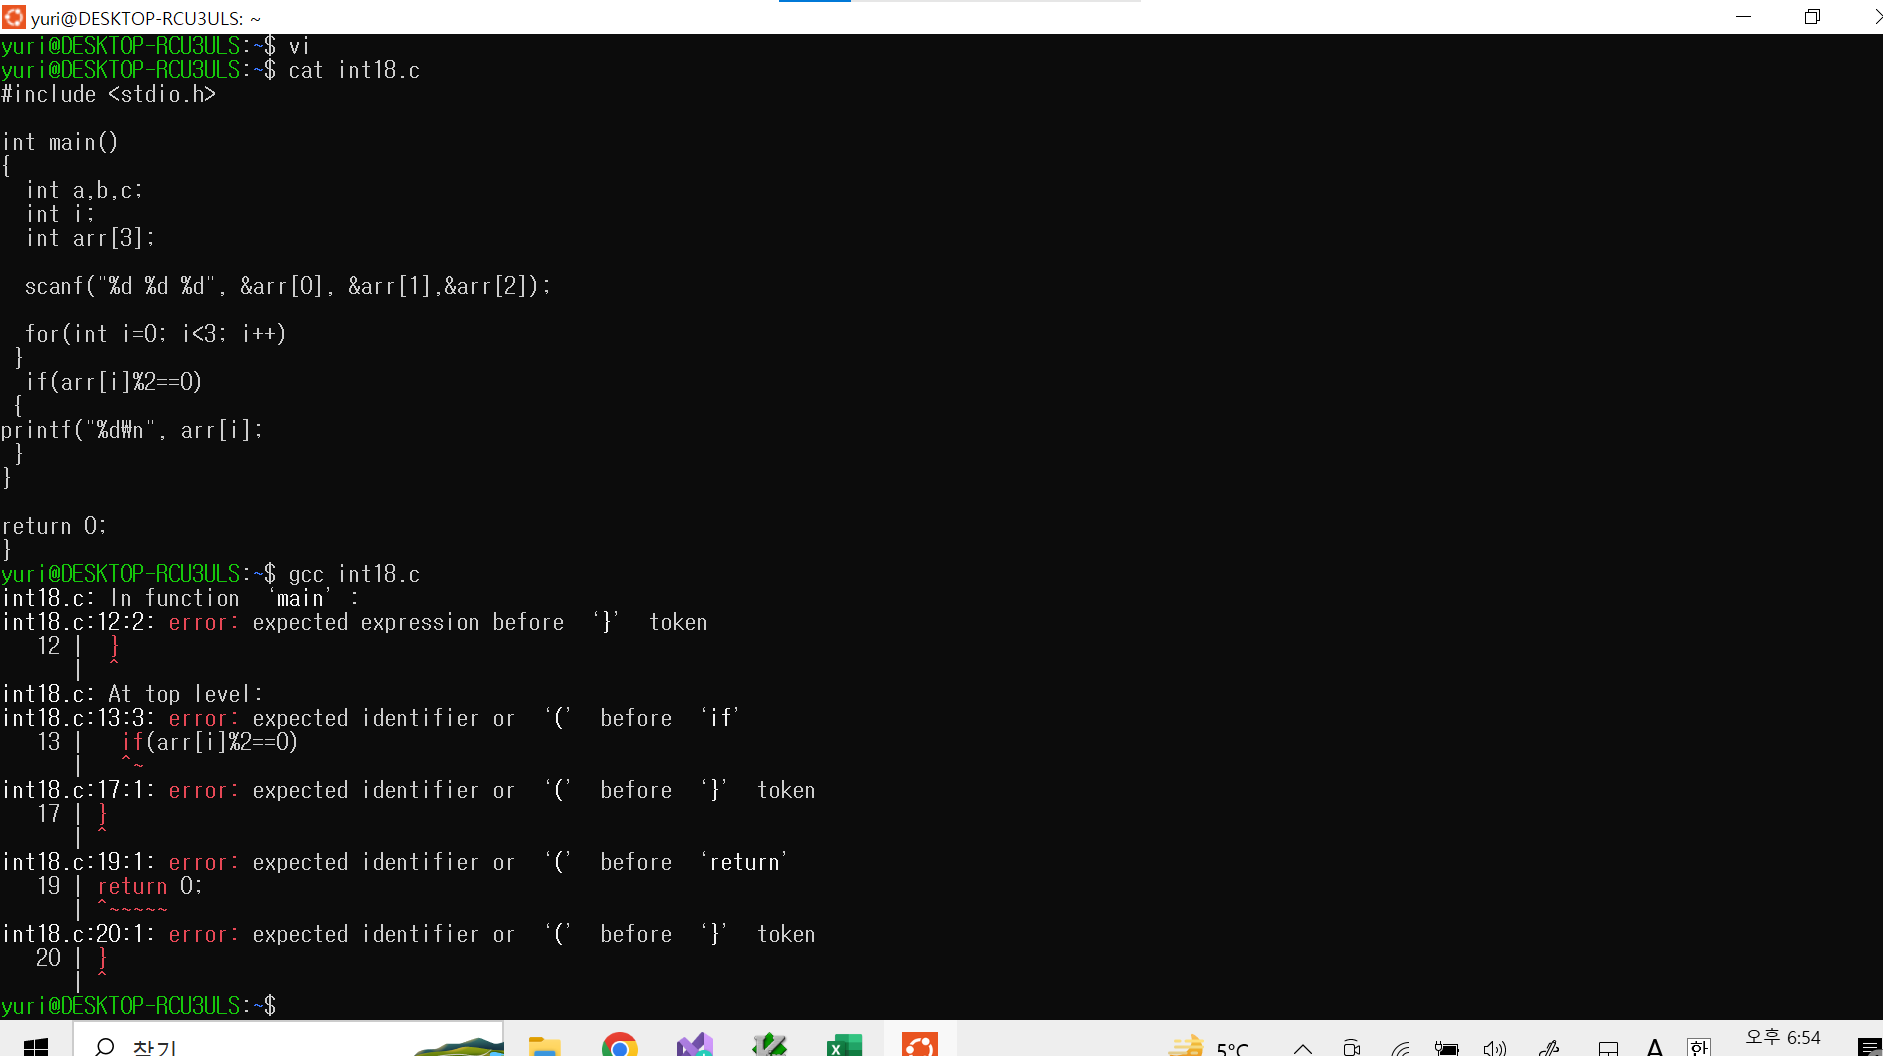 yuri@DESKTOP-RCU3ULS: ~
yuri@DESKTOP-RCU3ULS:~$ vi
yuri@DESKTOP-RCU3ULS:~$ cat int18.c
#include <stdio.h>
int main()
{
  int a,b,c;
  int i;
  int arr[3];
  scanf("%d %d %d", &arr[0], &arr[1],&arr[2]);
  for(int i=0; i<3; i++)
 }
  if(arr[i]%2==0)
 {
printf("%d₩n", arr[i];
 }
}
return 0;
}
yuri@DESKTOP-RCU3ULS:~$ gcc int18.c
int18.c: In function ‘main’:
int18.c:12:2: error: expected expression before ‘}’ token
   12 |  }
      |  ^
int18.c: At top level:
int18.c:13:3: error: expected identifier or ‘(’ before ‘if’
   13 |   if(arr[i]%2==0)
      |   ^~
int18.c:17:1: error: expected identifier or ‘(’ before ‘}’ token
   17 | }
      | ^
int18.c:19:1: error: expected identifier or ‘(’ before ‘return’
   19 | return 0;
      | ^~~~~~
int18.c:20:1: error: expected identifier or ‘(’ before ‘}’ token
   20 | }
      | ^
yuri@DESKTOP-RCU3ULS:~$
찾기
5°C
A
한
오후 6:54